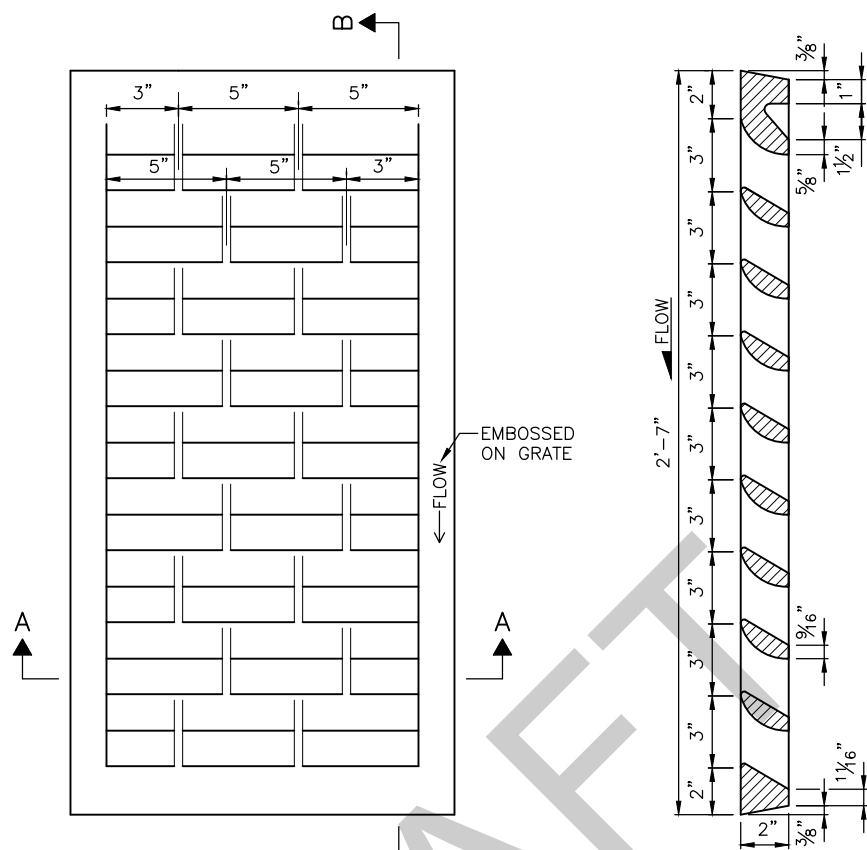 B
3" 5" 5"
5" 5" 3"
EMBOSSED
ON GRATE
FLOW
A A
FLOW
2'-7"
2"
3"
3"
3"
3"
3"
3"
3"
3"
3"
2"
3/8"
1"
1 1/2"
5/8"
9/16"
11/16"
3/8"
2"
AFT